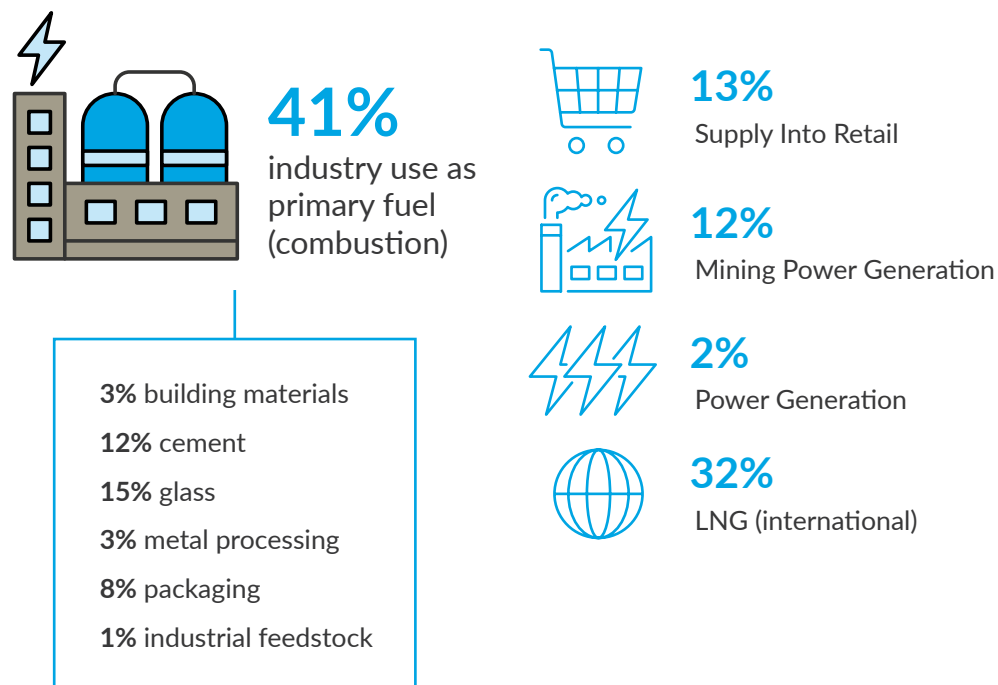 41%
industry use as
primary fuel
(combustion)
3% building materials
12% cement
15% glass
3% metal processing
8% packaging
1% industrial feedstock
13%
Supply Into Retail
12%
Mining Power Generation
2%
Power Generation
32%
LNG (international)